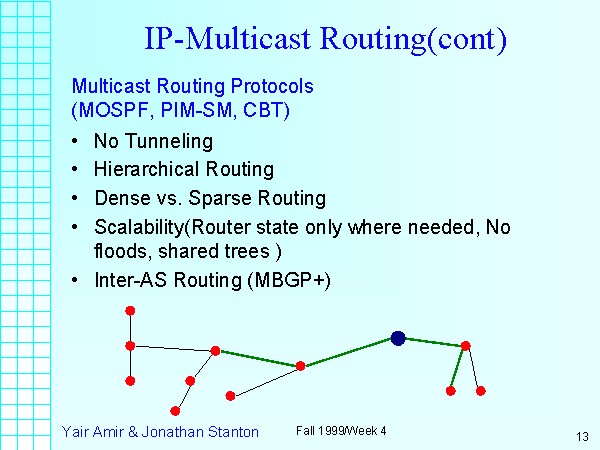 IP-Multicast Routing(cont)
Multicast Routing Protocols
(MOSPF, PIM-SM, CBT)
• No Tunneling
• Hierarchical Routing
• Dense vs. Sparse Routing
• Scalability(Router state only where needed, No
floods, shared trees )
• Inter-AS Routing (MBGP+)
Yair Amir & Jonathan Stanton
Fall 1999/Week 4
13